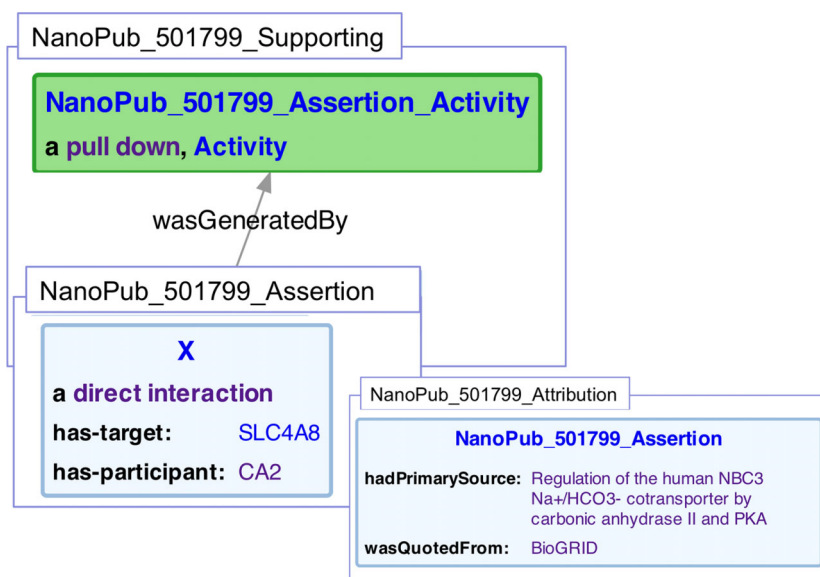 NanoPub_501799_Supporting
NanoPub_501799_Assertion_Activity
a pull down, Activity
wasGeneratedBy
NanoPub_501799_Assertion
X
a direct interaction
has-target: SLC4A8
has-participant: CA2
NanoPub_501799_Attribution
NanoPub_501799_Assertion
hadPrimarySource: Regulation of the human NBC3
Na+/HCO3- cotransporter by
carbonic anhydrase II and PKA
wasQuotedFrom: BioGRID